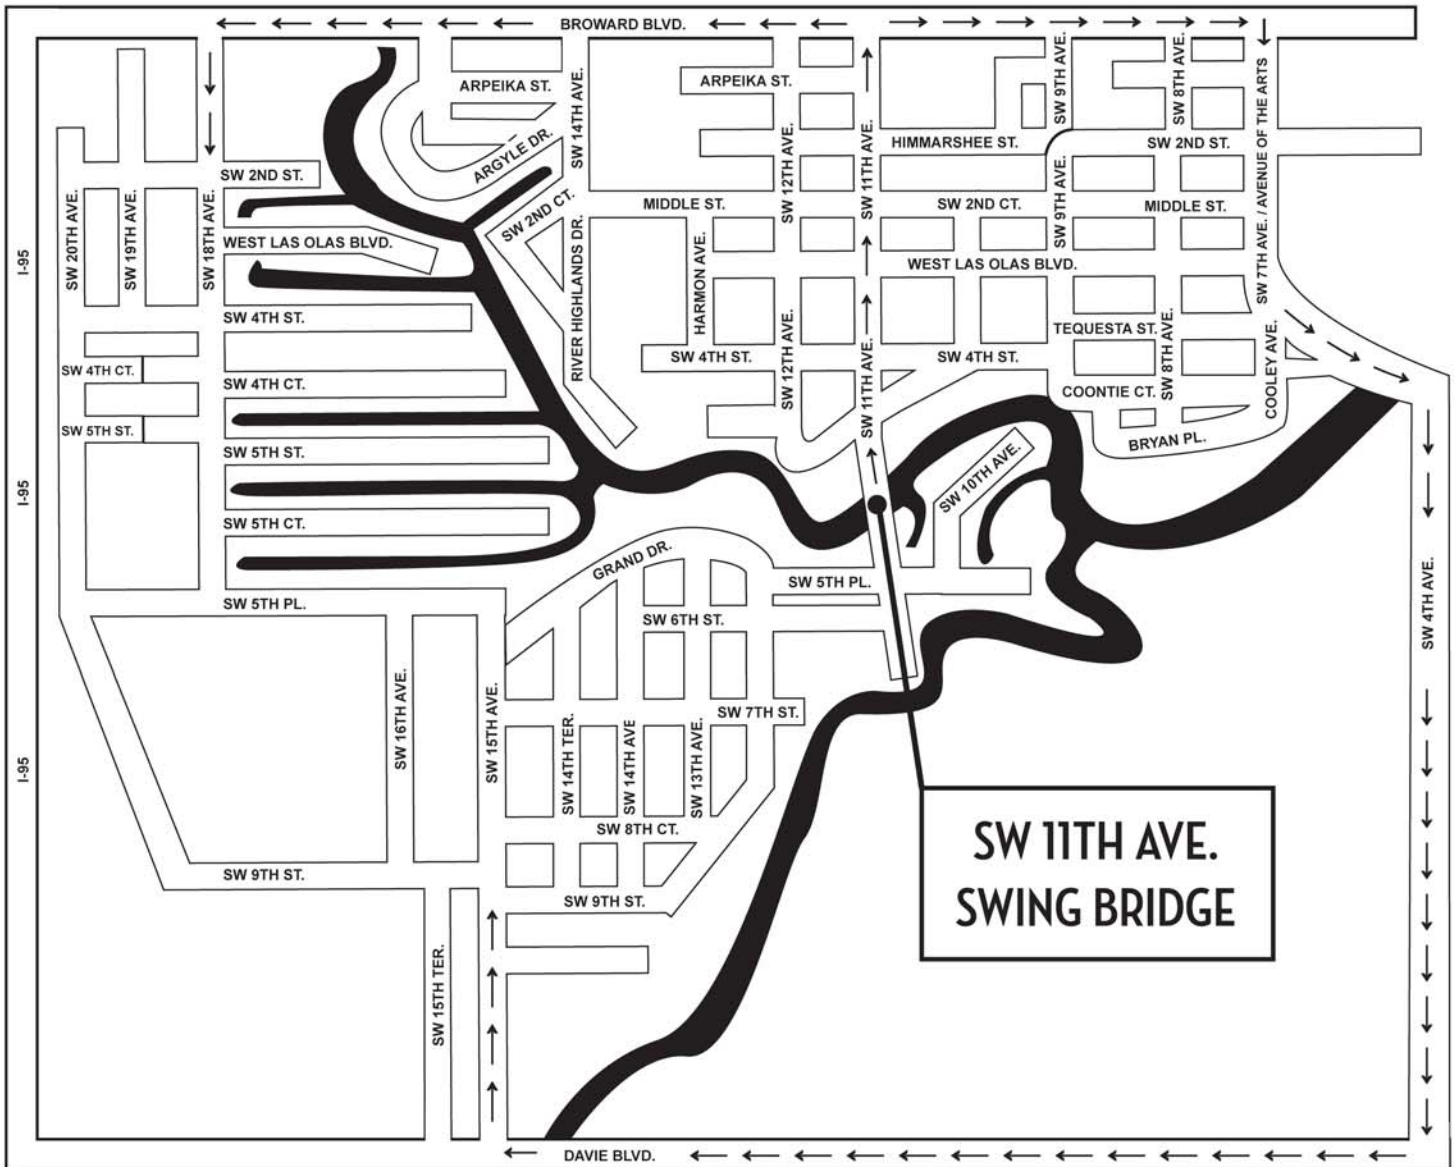 BROWARD BLVD.
ARPEIKA ST.
ARPEIKA ST.
SW 14TH AVE.
SW 9TH AVE.
SW 8TH AVE.
SW 7TH AVE. / AVENUE OF THE ARTS
ARGYLE DR.
SW 12TH AVE.
SW 11TH AVE.
HIMMARSHEE ST.
SW 2ND ST.
SW 2ND ST.
SW 20TH AVE.
SW 19TH AVE.
SW 18TH AVE.
SW 2ND CT.
MIDDLE ST.
SW 2ND CT.
SW 9TH AVE.
MIDDLE ST.
WEST LAS OLAS BLVD.
RIVER HIGHLANDS DR.
HARMON AVE.
WEST LAS OLAS BLVD.
I-95
SW 4TH ST.
TEQUESTA ST.
SW 8TH AVE.
COOLEY AVE.
SW 4TH ST.
SW 12TH AVE.
SW 11TH AVE.
SW 4TH ST.
SW 4TH CT.
SW 4TH CT.
COONTIE CT.
SW 5TH ST.
SW 5TH ST.
BRYAN PL.
SW 10TH AVE.
I-95
SW 5TH CT.
GRAND DR.
SW 5TH PL.
SW 5TH PL.
SW 6TH ST.
SW 4TH AVE.
SW 16TH AVE.
SW 15TH AVE.
SW 7TH ST.
SW 14TH TER.
SW 14TH AVE
SW 13TH AVE.
I-95
SW 8TH CT.
SW 11TH AVE.
SWING BRIDGE
SW 9TH ST.
SW 9TH ST.
SW 15TH TER.
DAVIE BLVD.